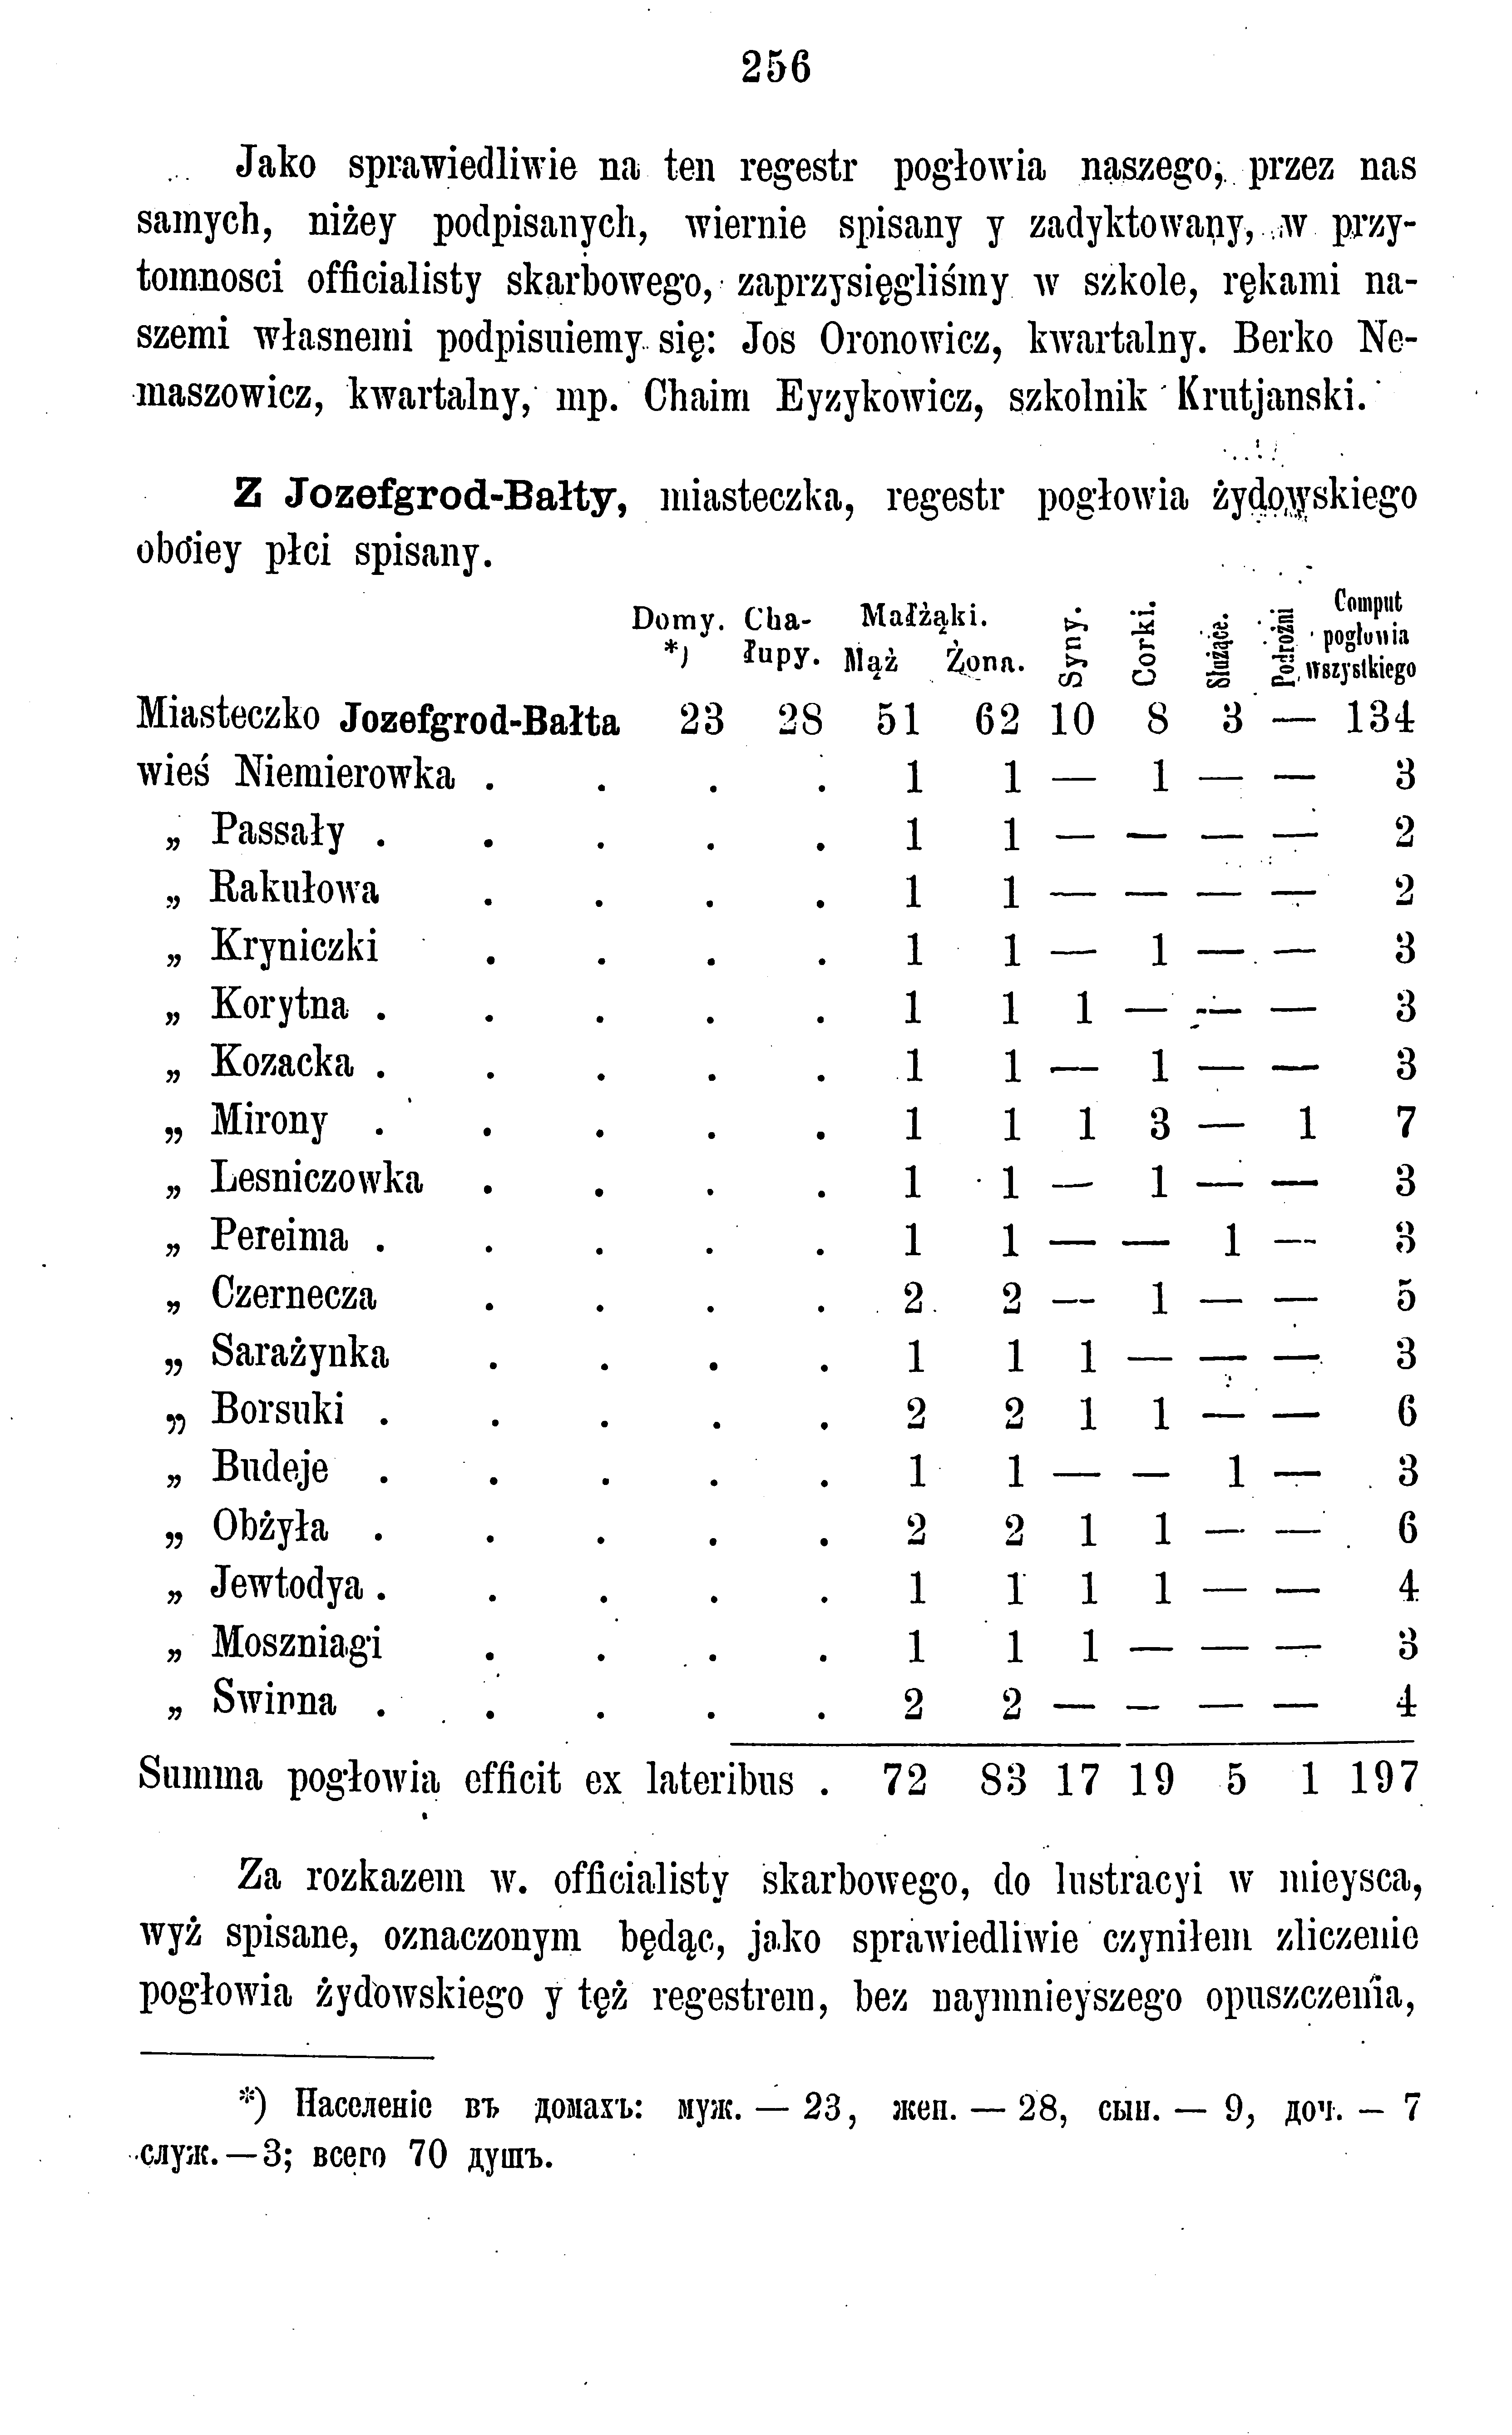 256
Jako sprawiedliwie na ten regestr pogłowia naszego, przez nas
samych, niżey podpisanych, wiernie spisany y zadyktowany, w przy-
tomnosci officialisty skarbowego, zaprzysięgliśmy w szkole, rękami na-
szemi własnemi podpisuiemy się: Jos Oronowicz, kwartalny. Berko Ne-
maszowicz, kwartalny, mp. Chaim Eyzykowicz, szkolnik Krutjanski.
Z Jozefgrod-Bałty, miasteczka, regestr pogłowia żydowskiego
oboiey płci spisany.
Domy. *) Cha-łupy. Małżąki. Mąż Żona. Syny. Corki. Służące. Podrożni Comput pogłowia wszystkiego
Miasteczko Jozefgrod-Bałta 23 28 51 62 10 8 3 — 134
wieś Niemierowka . . . . 1 1 — 1 — — 3
„ Passały . . . . . 1 1 — — — — 2
„ Rakułowa . . . . 1 1 — — — — 2
„ Kryniczki . . . . 1 1 — 1 — — 3
„ Korytna . . . . . 1 1 1 — — — 3
„ Kozacka . . . . . 1 1 — 1 — — 3
„ Mirony . . . . . 1 1 1 3 — 1 7
„ Lesniczowka . . . . 1 1 — 1 — — 3
„ Pereima . . . . . 1 1 — — 1 — 3
„ Czernecza . . . . 2 2 — 1 — — 5
„ Sarażynka . . . . 1 1 1 — — — 3
„ Borsuki . . . . . 2 2 1 1 — — 6
„ Budeje . . . . . 1 1 — — 1 — 3
„ Obżyła . . . . . 2 2 1 1 — — 6
„ Jewtodya . . . . . 1 1 1 1 — — 4
„ Moszniagi . . . . 1 1 1 — — — 3
„ Swinna . . . . . 2 2 — — — — 4
Summa pogłowia efficit ex lateribus . 72 83 17 19 5 1 197
Za rozkazem w. officialisty skarbowego, do lustracyi w mieysca,
wyż spisane, oznaczonym będąc, jako sprawiedliwie czyniłem zliczenie
pogłowia żydowskiego y tęż regestrem, bez naymnieyszego opuszczenia,
*) Населеніе въ домахъ: муж. — 23, жен. — 28, сын. — 9, доч. — 7
служ. — 3; всего 70 душъ.